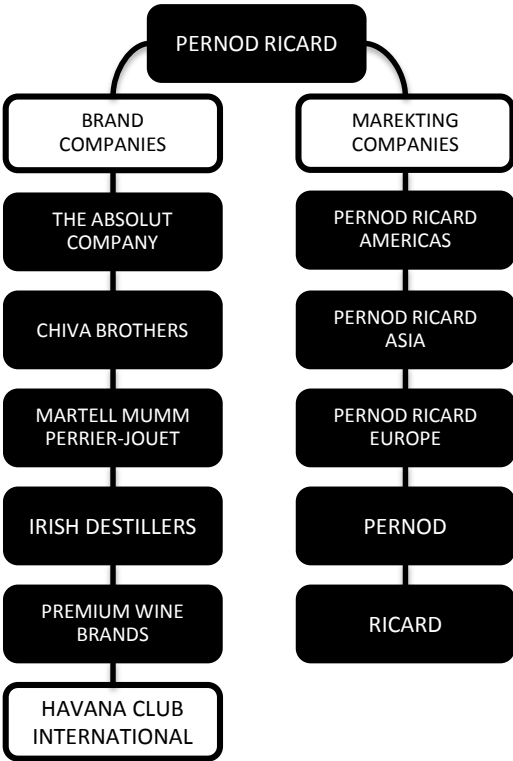 PERNOD RICARD
BRAND
COMPANIES
THE ABSOLUT
COMPANY
CHIVA BROTHERS
MARTELL MUMM
PERRIER-JOUET
IRISH DESTILLERS
PREMIUM WINE
BRANDS
HAVANA CLUB
INTERNATIONAL
MAREKTING
COMPANIES
PERNOD RICARD
AMERICAS
PERNOD RICARD
ASIA
PERNOD RICARD
EUROPE
PERNOD
RICARD